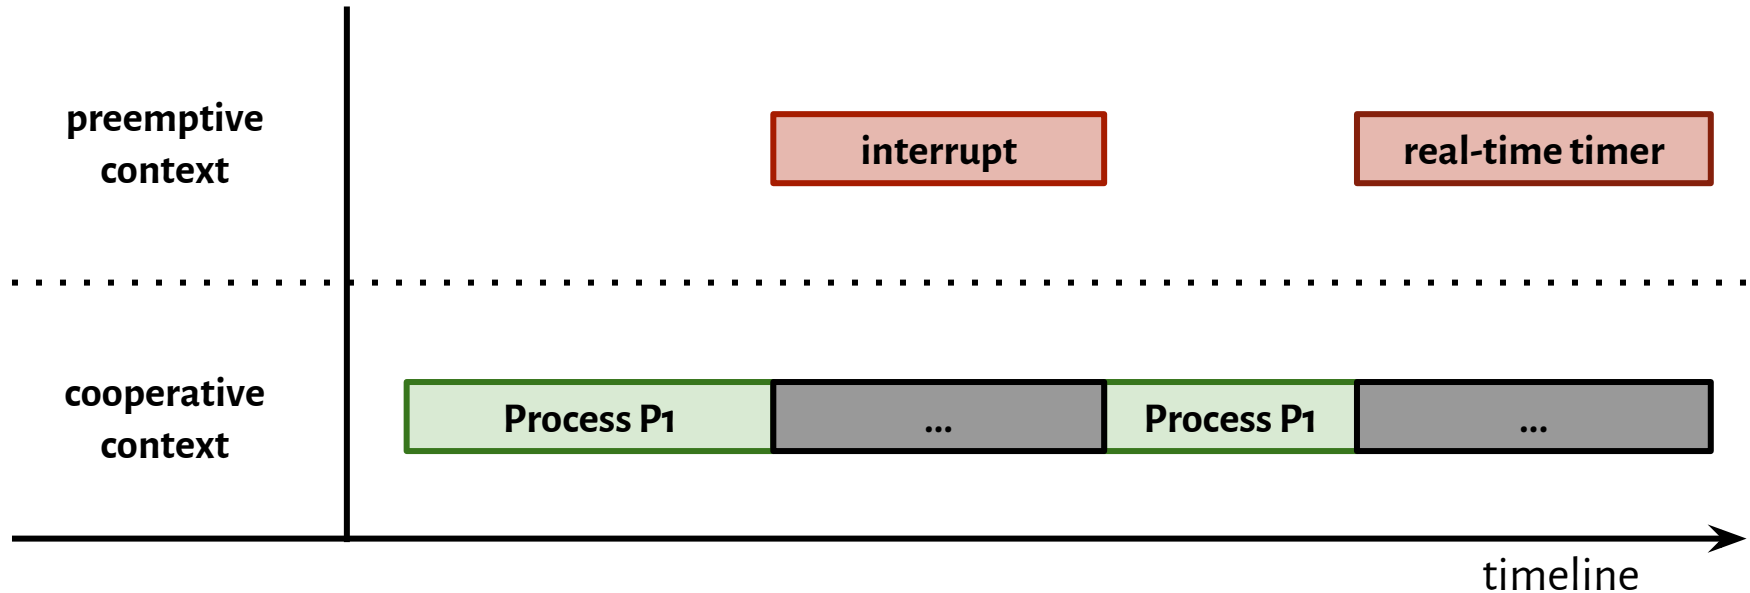 preemptive
context
interrupt
real-time timer
cooperative
context
Process P1
...
Process P1
...
timeline